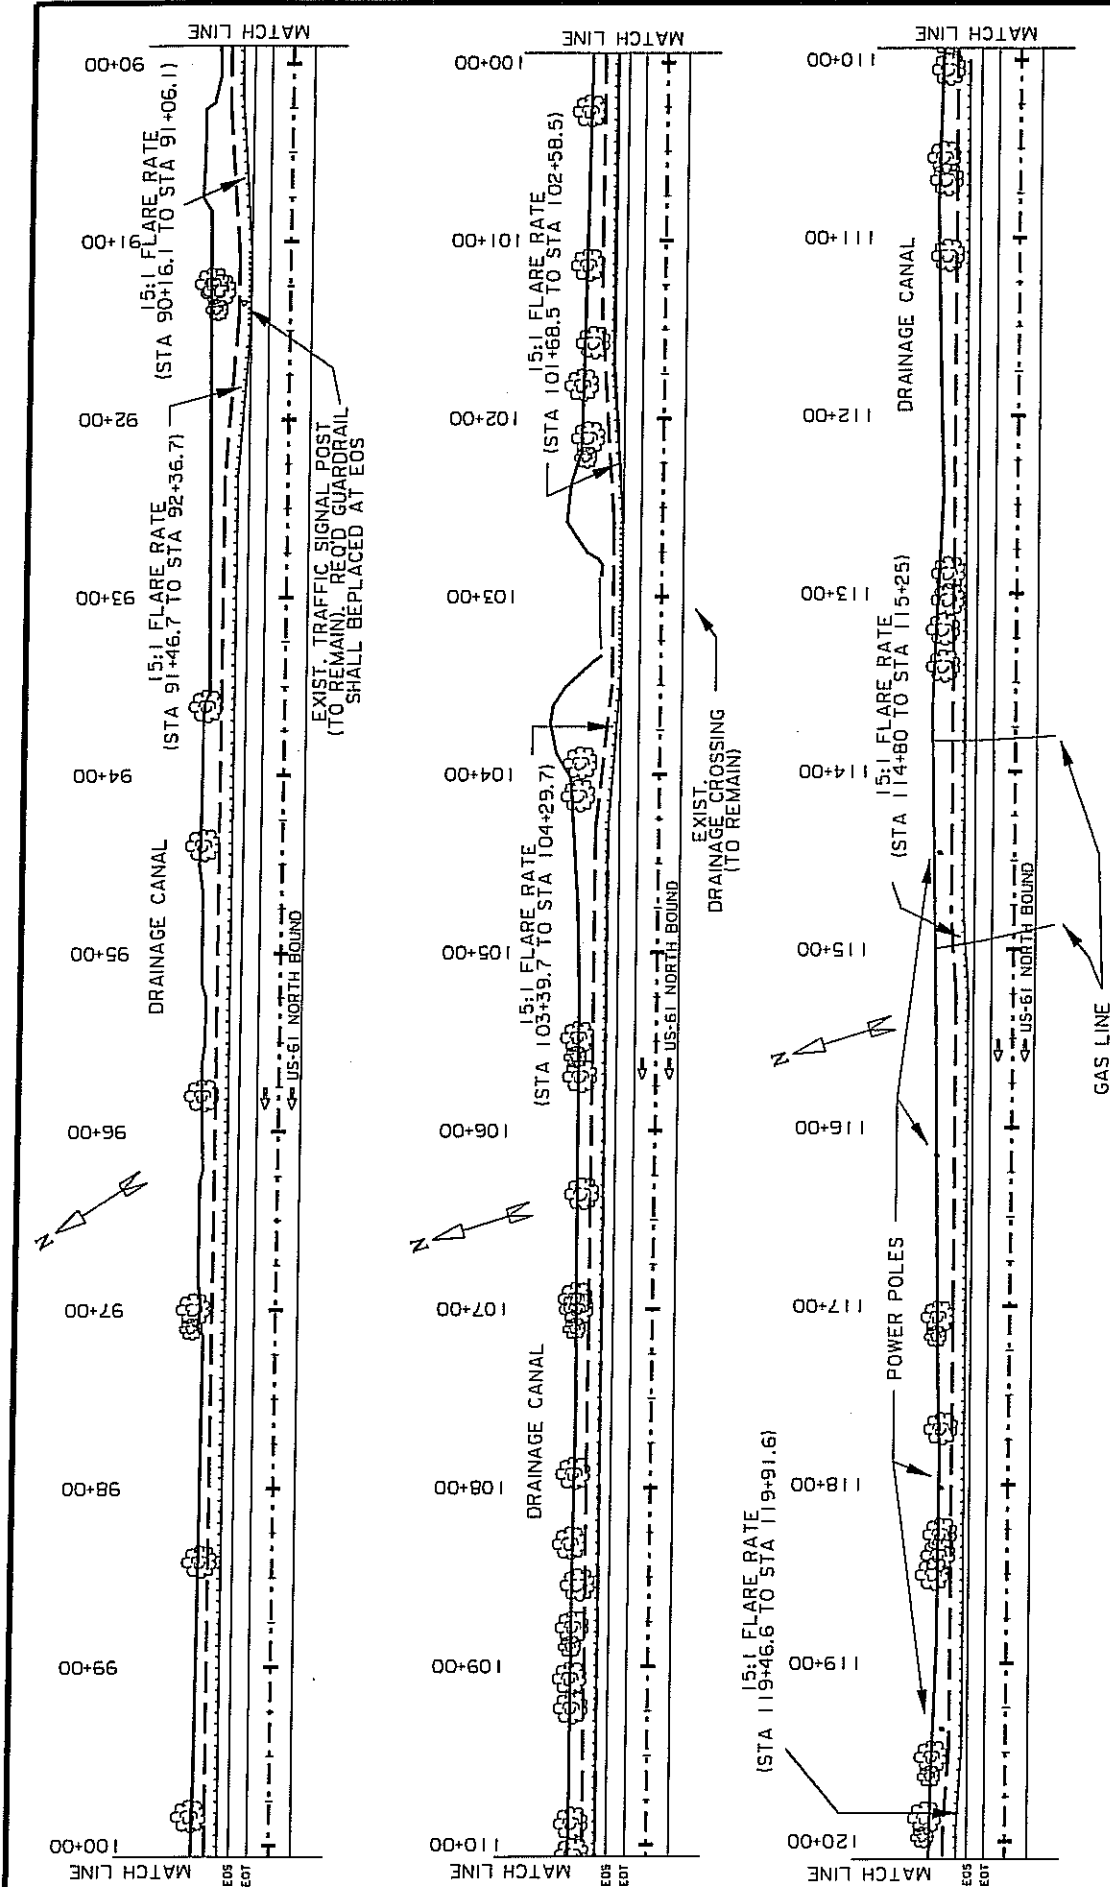 MATCH LINE
90+00
91+00
92+00
93+00
94+00
95+00
96+00
97+00
98+00
99+00
100+00
MATCH LINE
MATCH LINE
15:1 FLARE RATE
(STA 90+16.1 TO STA 91+06.1)
15:1 FLARE RATE
(STA 91+46.7 TO STA 92+36.7)
EXIST. TRAFFIC SIGNAL POST
(TO REMAIN). REQ'D GUARDRAIL
SHALL BEPLACED AT EOS
DRAINAGE CANAL
US-61 NORTH BOUND
N
EOS
EOT
MATCH LINE
100+00
101+00
102+00
103+00
104+00
105+00
106+00
107+00
108+00
109+00
110+00
MATCH LINE
MATCH LINE
15:1 FLARE RATE
(STA 101+68.5 TO STA 102+58.5)
15:1 FLARE RATE
(STA 103+39.7 TO STA 104+29.7)
EXIST.
DRAINAGE CROSSING
(TO REMAIN)
US-61 NORTH BOUND
N
DRAINAGE CANAL
EOS
EOT
MATCH LINE
110+00
111+00
112+00
113+00
114+00
115+00
116+00
117+00
118+00
119+00
120+00
MATCH LINE
DRAINAGE CANAL
15:1 FLARE RATE
(STA 114+80 TO STA 115+25)
US-61 NORTH BOUND
N
GAS LINE
POWER POLES
15:1 FLARE RATE
(STA 119+46.6 TO STA 119+91.6)
EOS
EOT